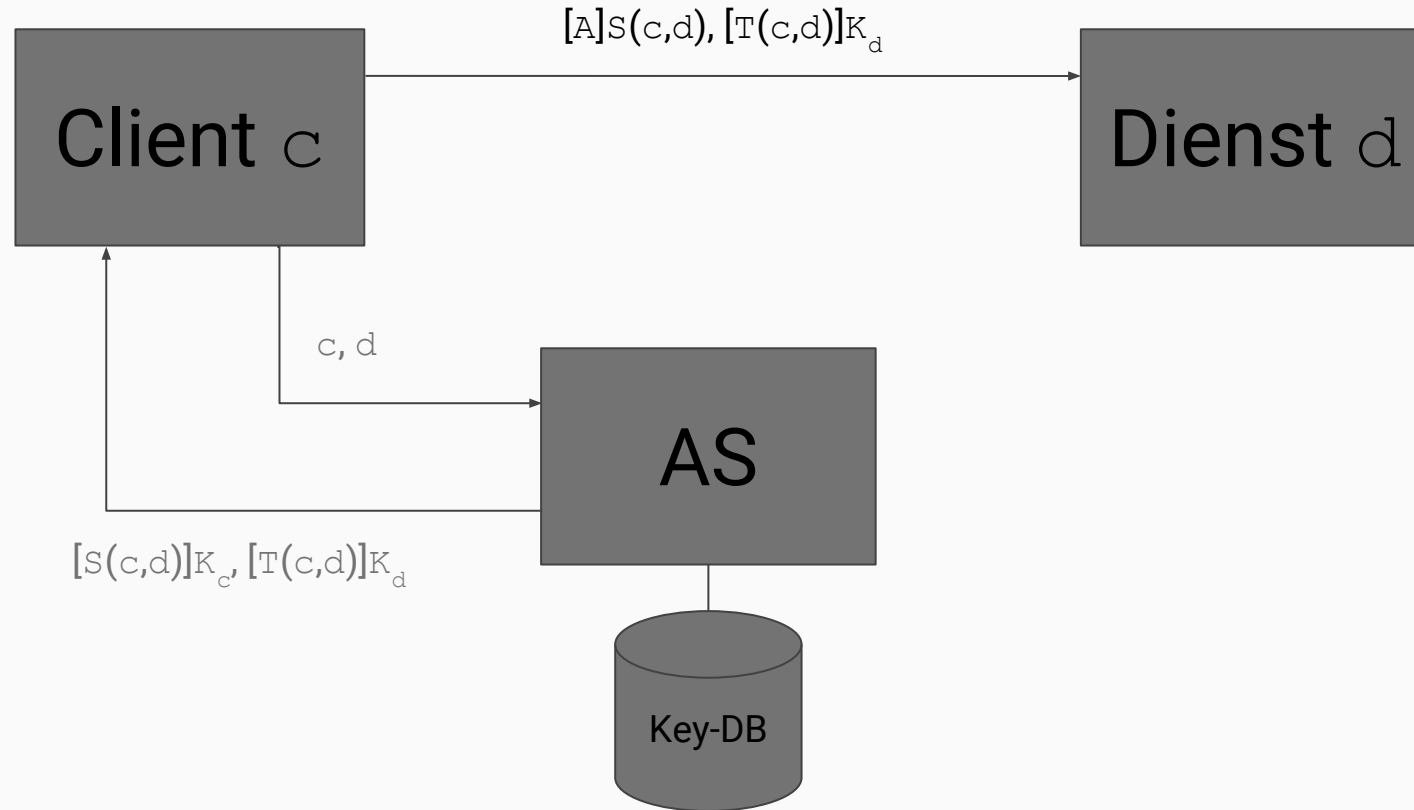 [A]S(c,d), [T(c,d)]K_d
Client c
Dienst d
c, d
AS
[S(c,d)]K_c, [T(c,d)]K_d
Key-DB